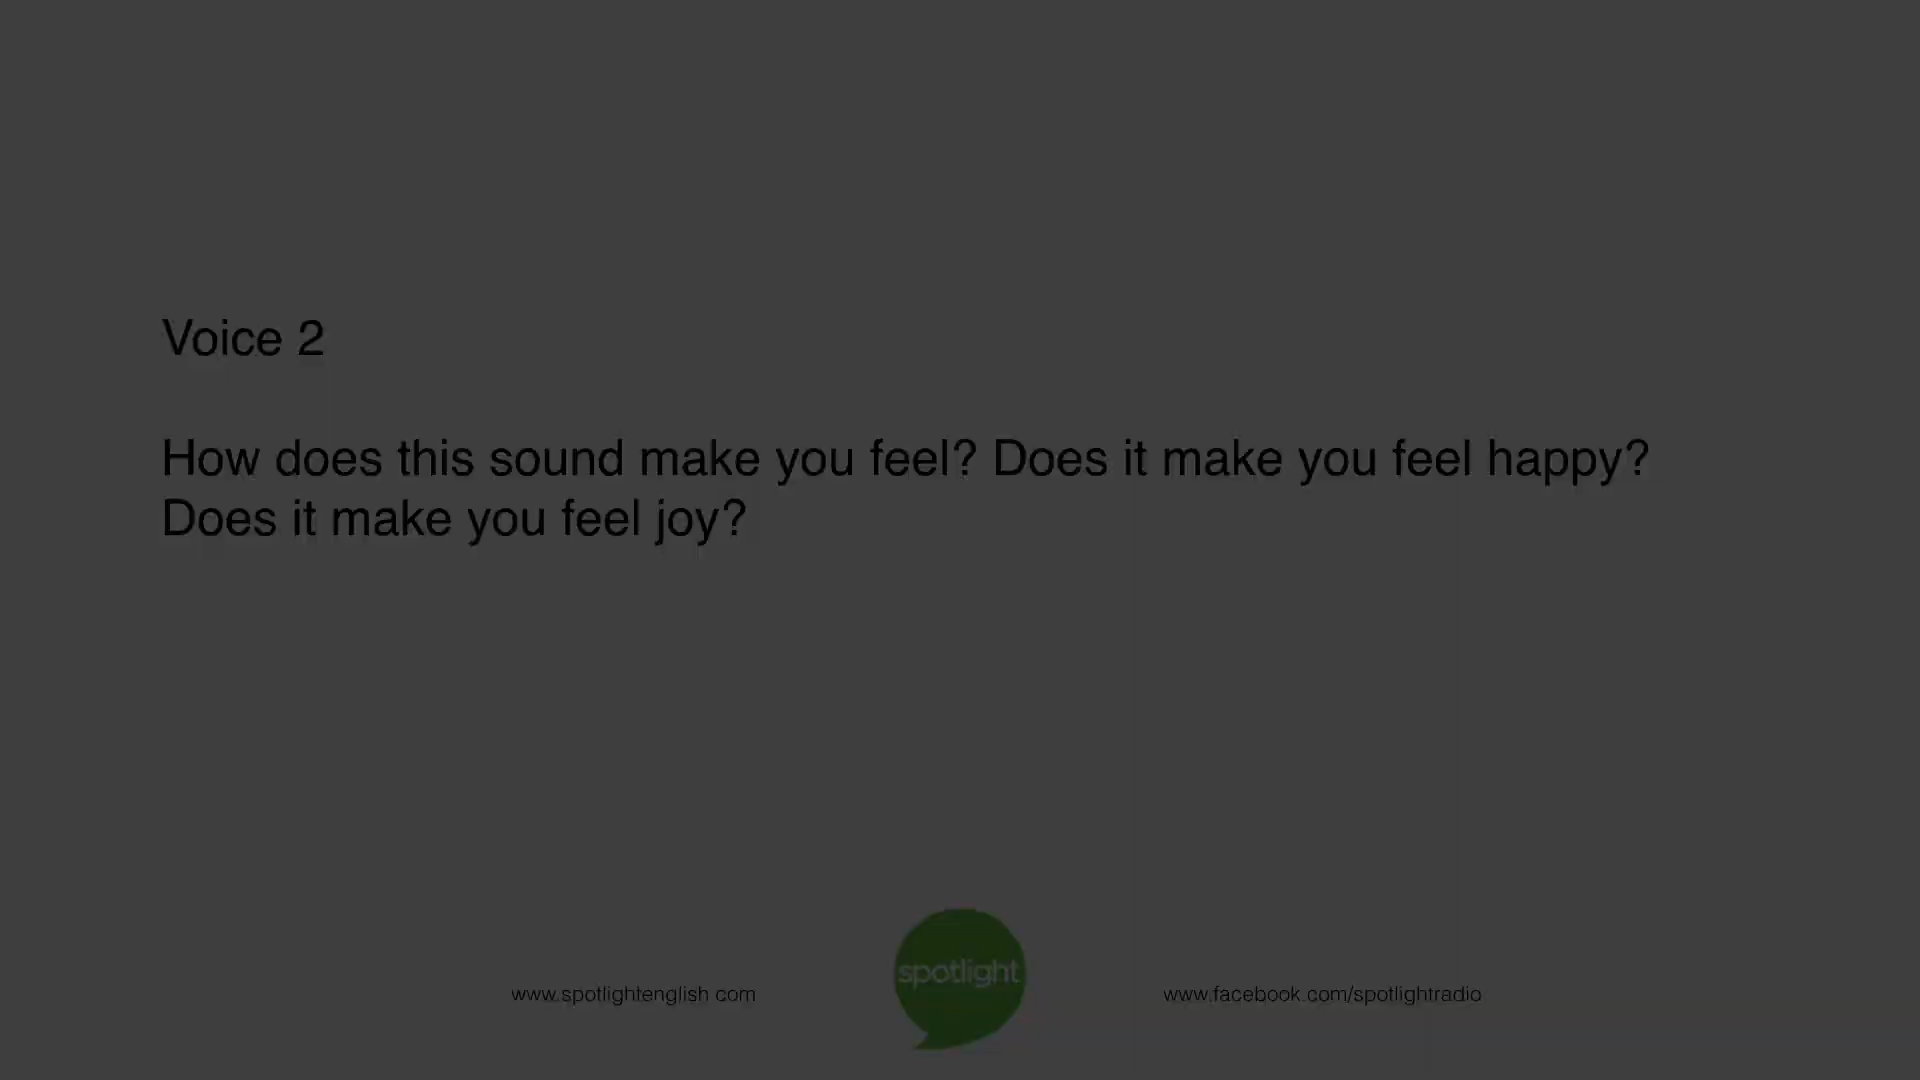 Voice 2
How does this sound make you feel? Does it make you feel happy?
Does it make you feel joy?
spotlight
www.spotlightenglish.com
www.facebook.com/spotlightradio